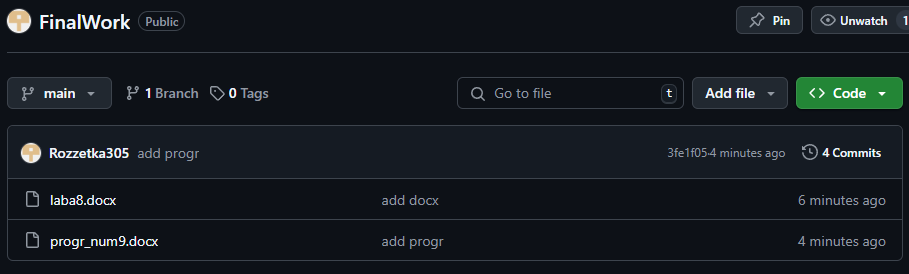 FinalWork Public Pin Unwatch 1
main 1 Branch 0 Tags Go to file t Add file Code
Rozzetka305 add progr 3fe1f05·4 minutes ago 4 Commits
laba8.docx add docx 6 minutes ago
progr_num9.docx add progr 4 minutes ago